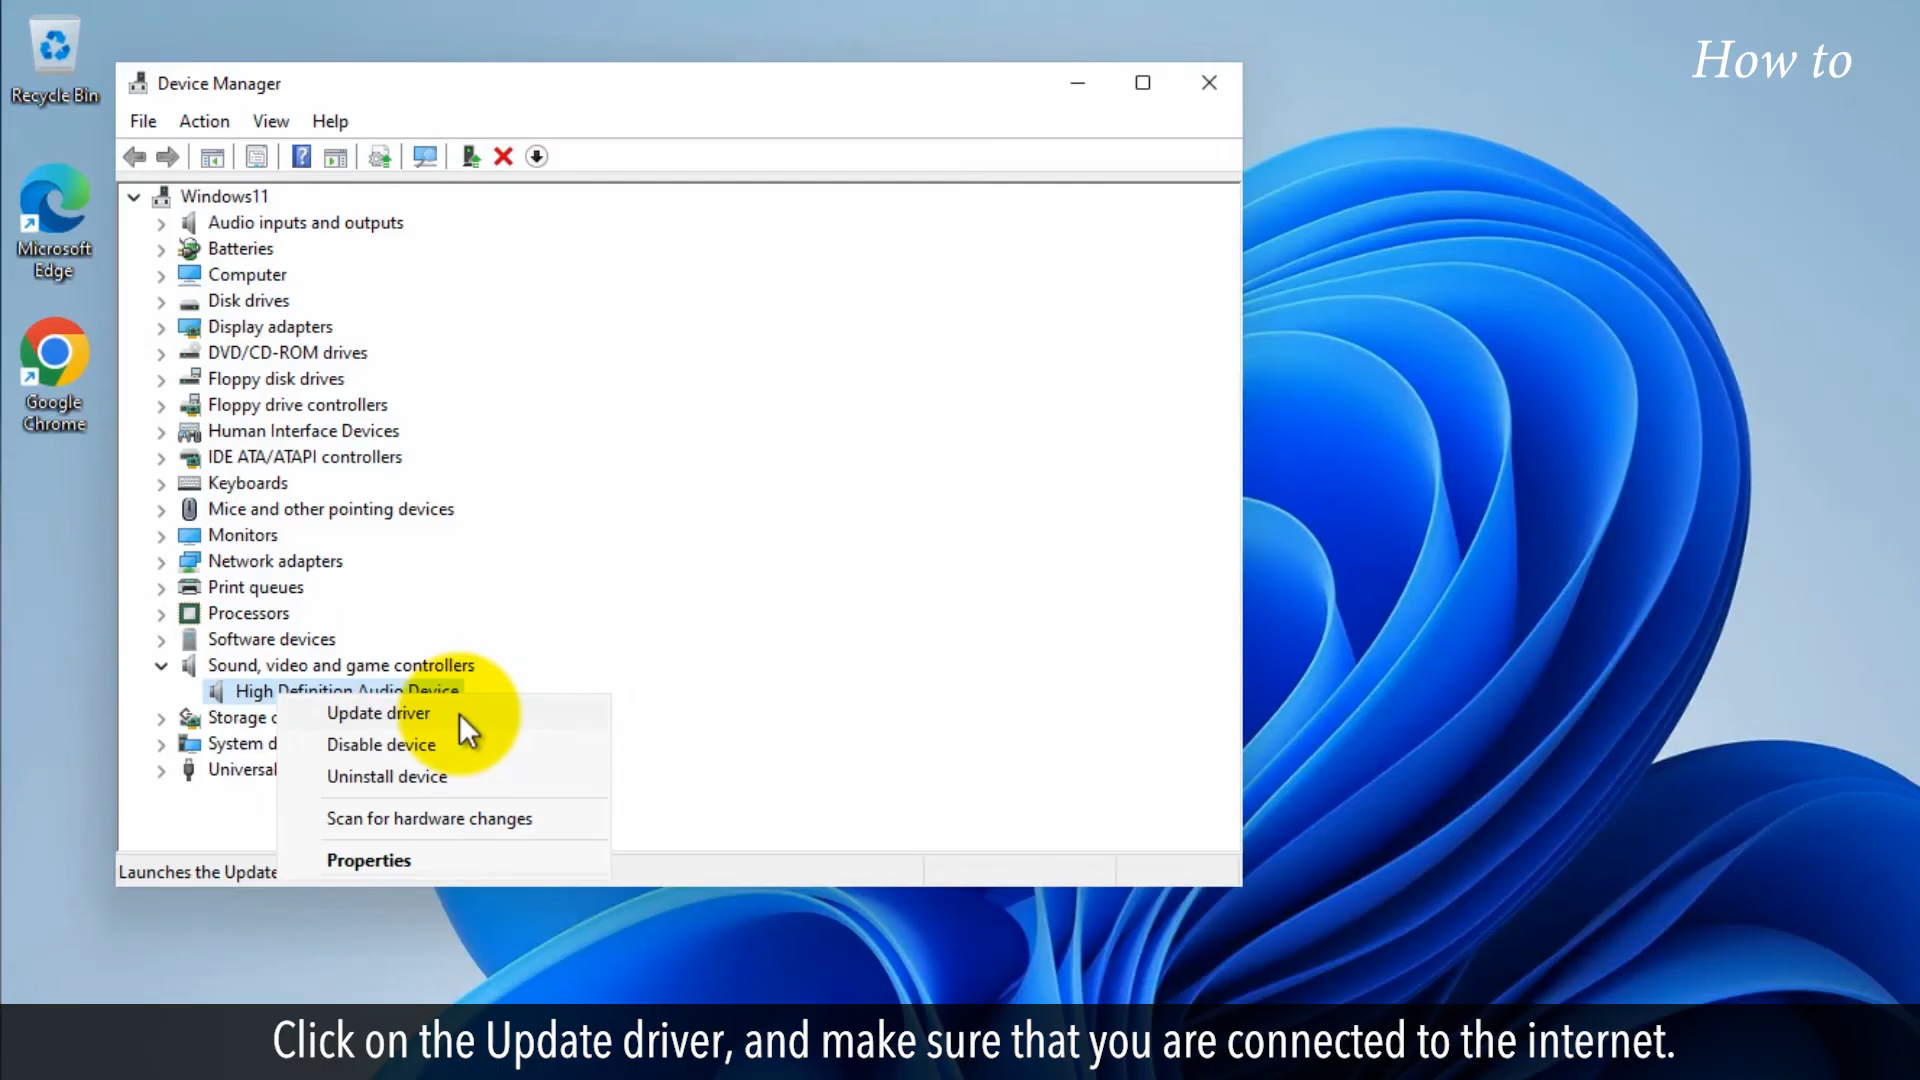 How to
Recycle Bin
Microsoft
Edge
Google
Chrome
Device Manager
File Action View Help
Windows11
Audio inputs and outputs
Batteries
Computer
Disk drives
Display adapters
DVD/CD-ROM drives
Floppy disk drives
Floppy drive controllers
Human Interface Devices
IDE ATA/ATAPI controllers
Keyboards
Mice and other pointing devices
Monitors
Network adapters
Print queues
Processors
Software devices
Sound, video and game controllers
High Definition Audio Device
Storage c
System d
Universal
Update driver
Disable device
Uninstall device
Scan for hardware changes
Properties
Launches the Update
Click on the Update driver, and make sure that you are connected to the internet.